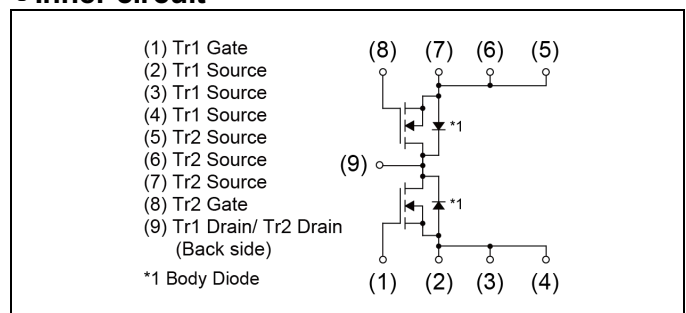 Inner circuit
(1) Tr1 Gate
(2) Tr1 Source
(3) Tr1 Source
(4) Tr1 Source
(5) Tr2 Source
(6) Tr2 Source
(7) Tr2 Source
(8) Tr2 Gate
(9) Tr1 Drain/ Tr2 Drain
(Back side)
*1 Body Diode
(8) (7) (6) (5)
*1
(9)
*1
(1) (2) (3) (4)